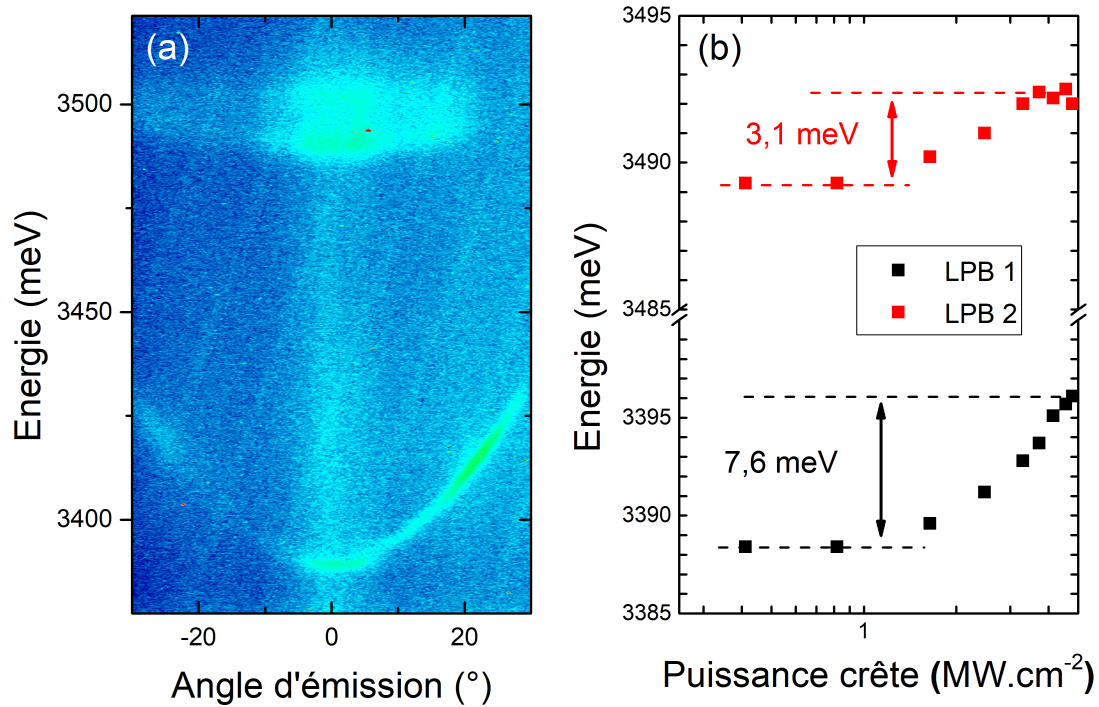 (a)
Energie (meV)
3500
3450
3400
-20
0
20
Angle d'émission (°)
(b)
Energie (meV)
3495
3490
3485
3395
3390
3385
3,1 meV
LPB 1
LPB 2
7,6 meV
1
Puissance crête (MW.cm-2)